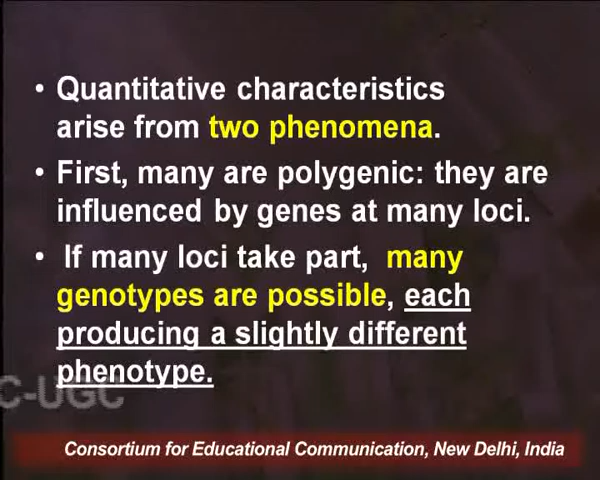 • Quantitative characteristics
arise from two phenomena.
• First, many are polygenic: they are
influenced by genes at many loci.
• If many loci take part, many
genotypes are possible, each
producing a slightly different
phenotype.
C-UGC
Consortium for Educational Communication, New Delhi, India